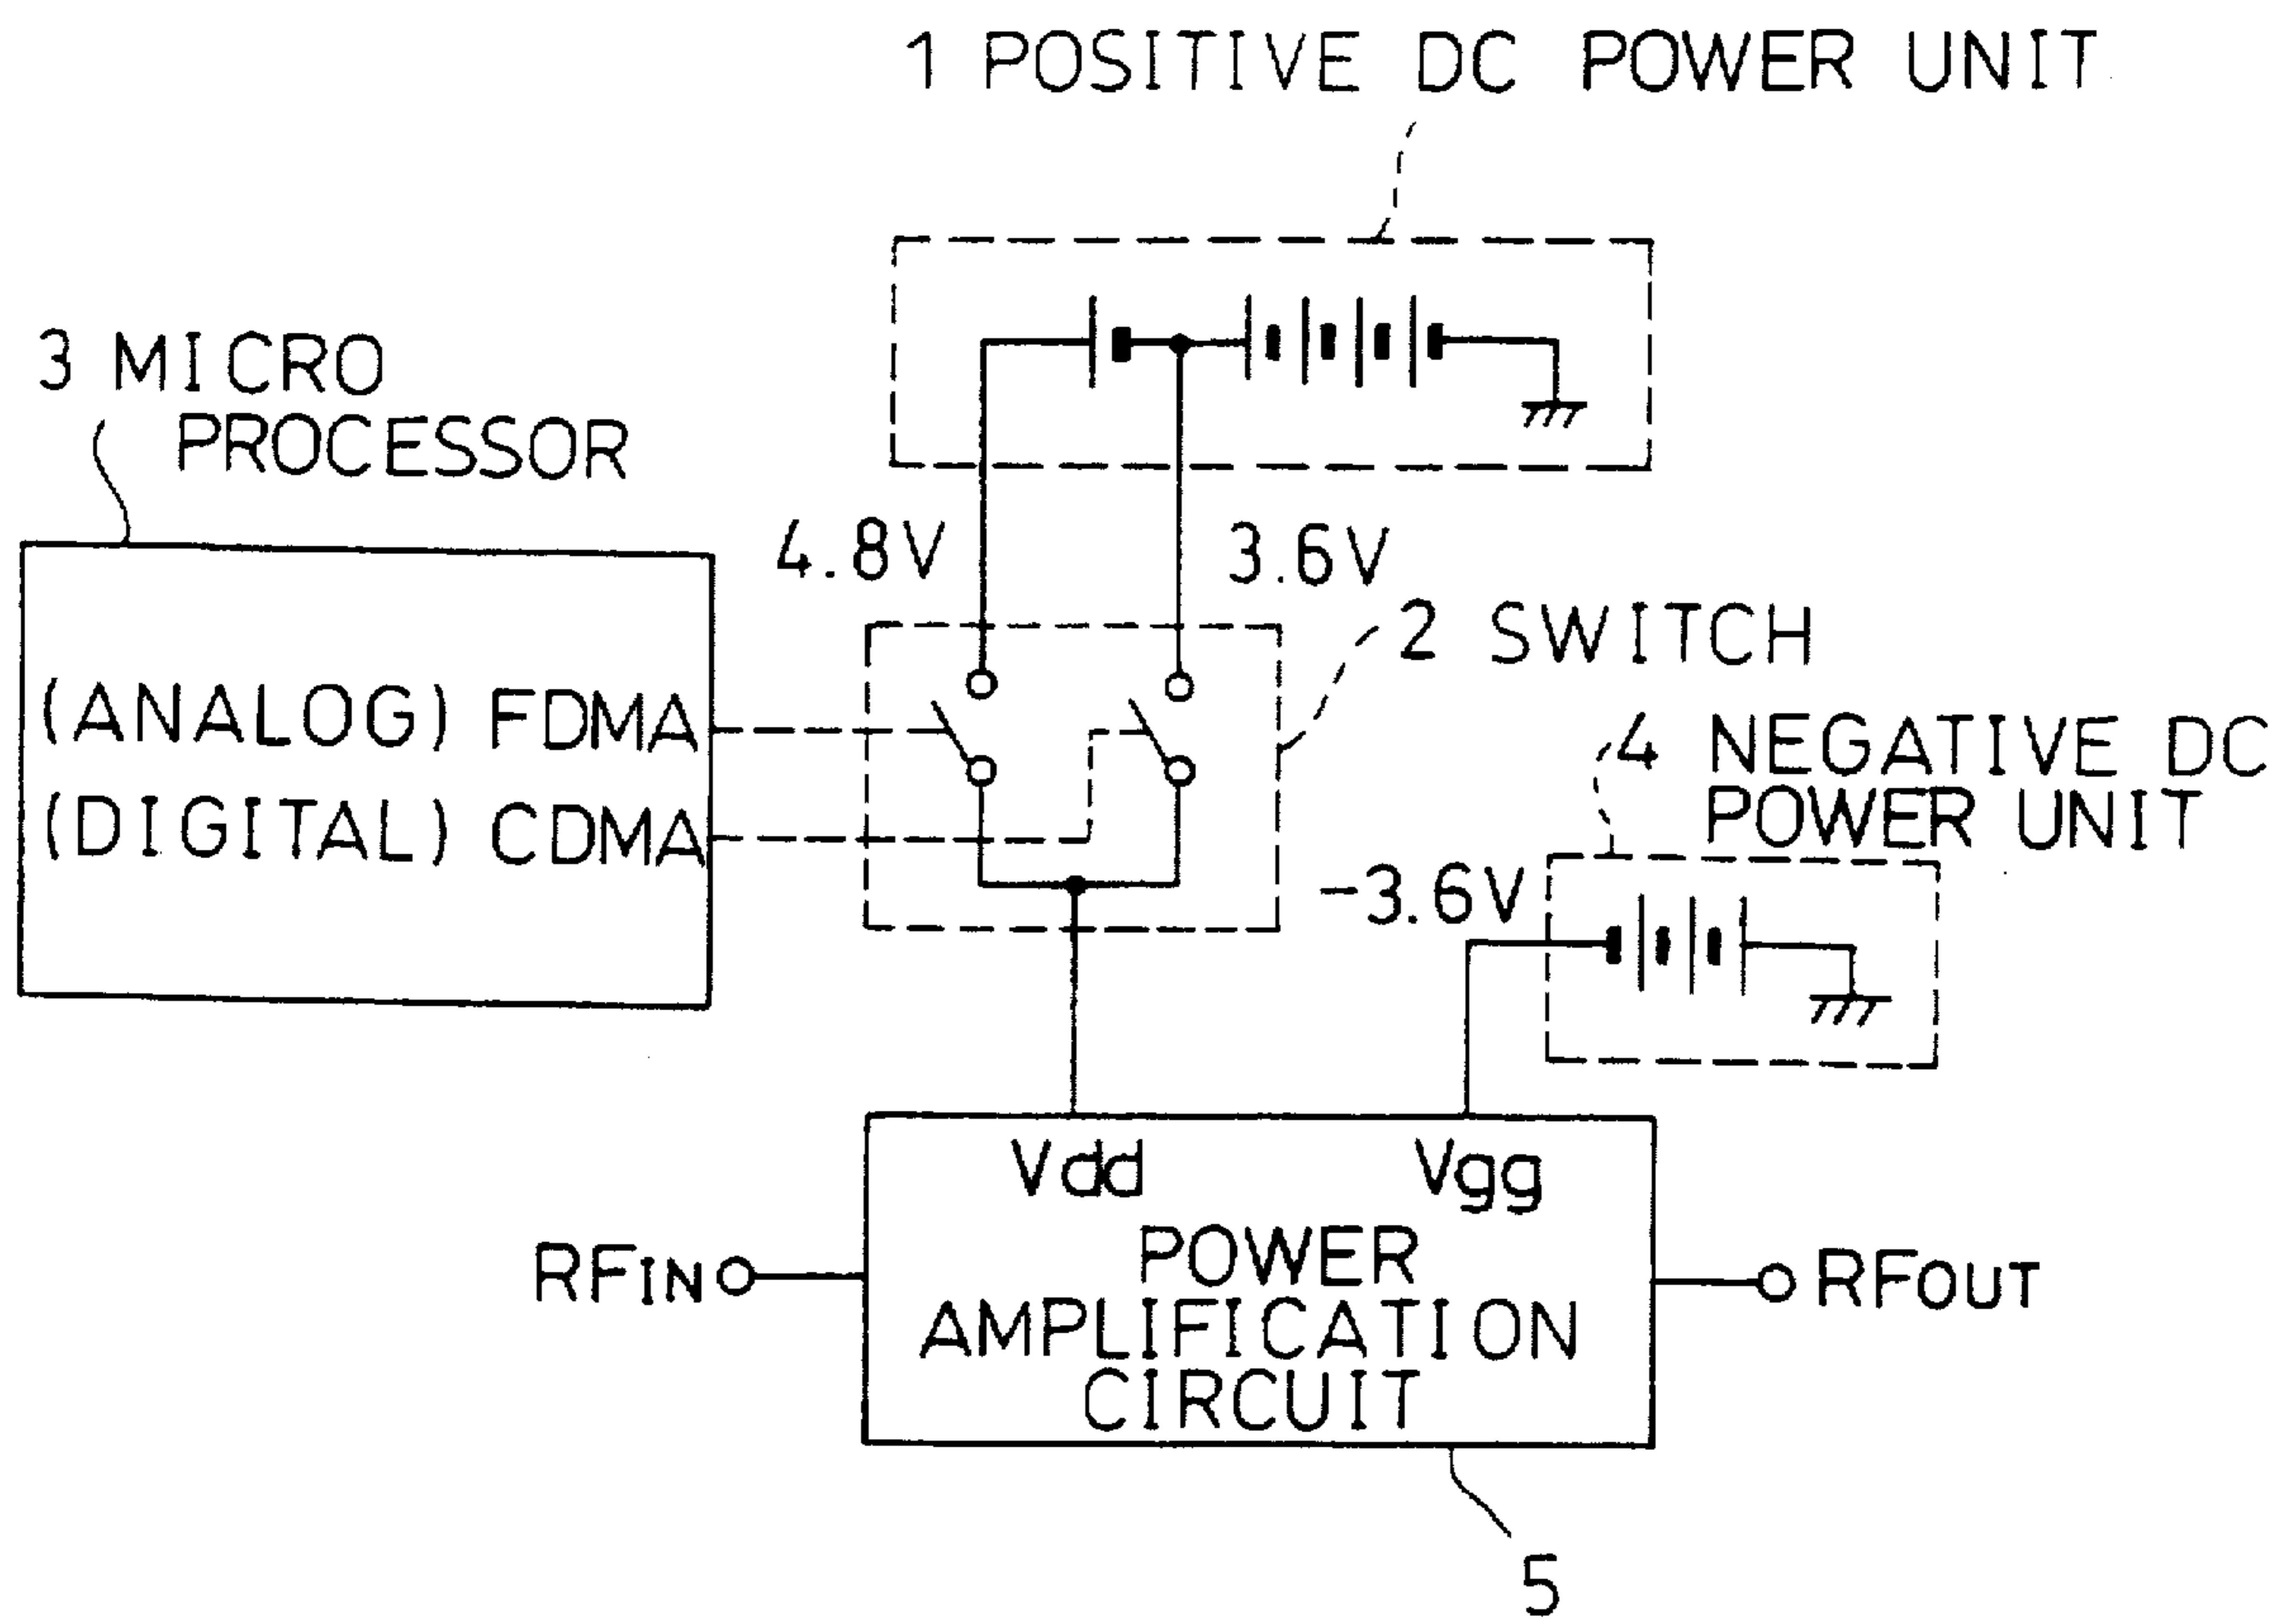 1 POSITIVE DC POWER UNIT
3 MICRO
PROCESSOR
4.8V
3.6V
2 SWITCH
(ANALOG) FDMA
(DIGITAL) CDMA
4 NEGATIVE DC
POWER UNIT
-3.6V
Vdd
Vgg
RFIN
POWER
AMPLIFICATION
CIRCUIT
RFOUT
5